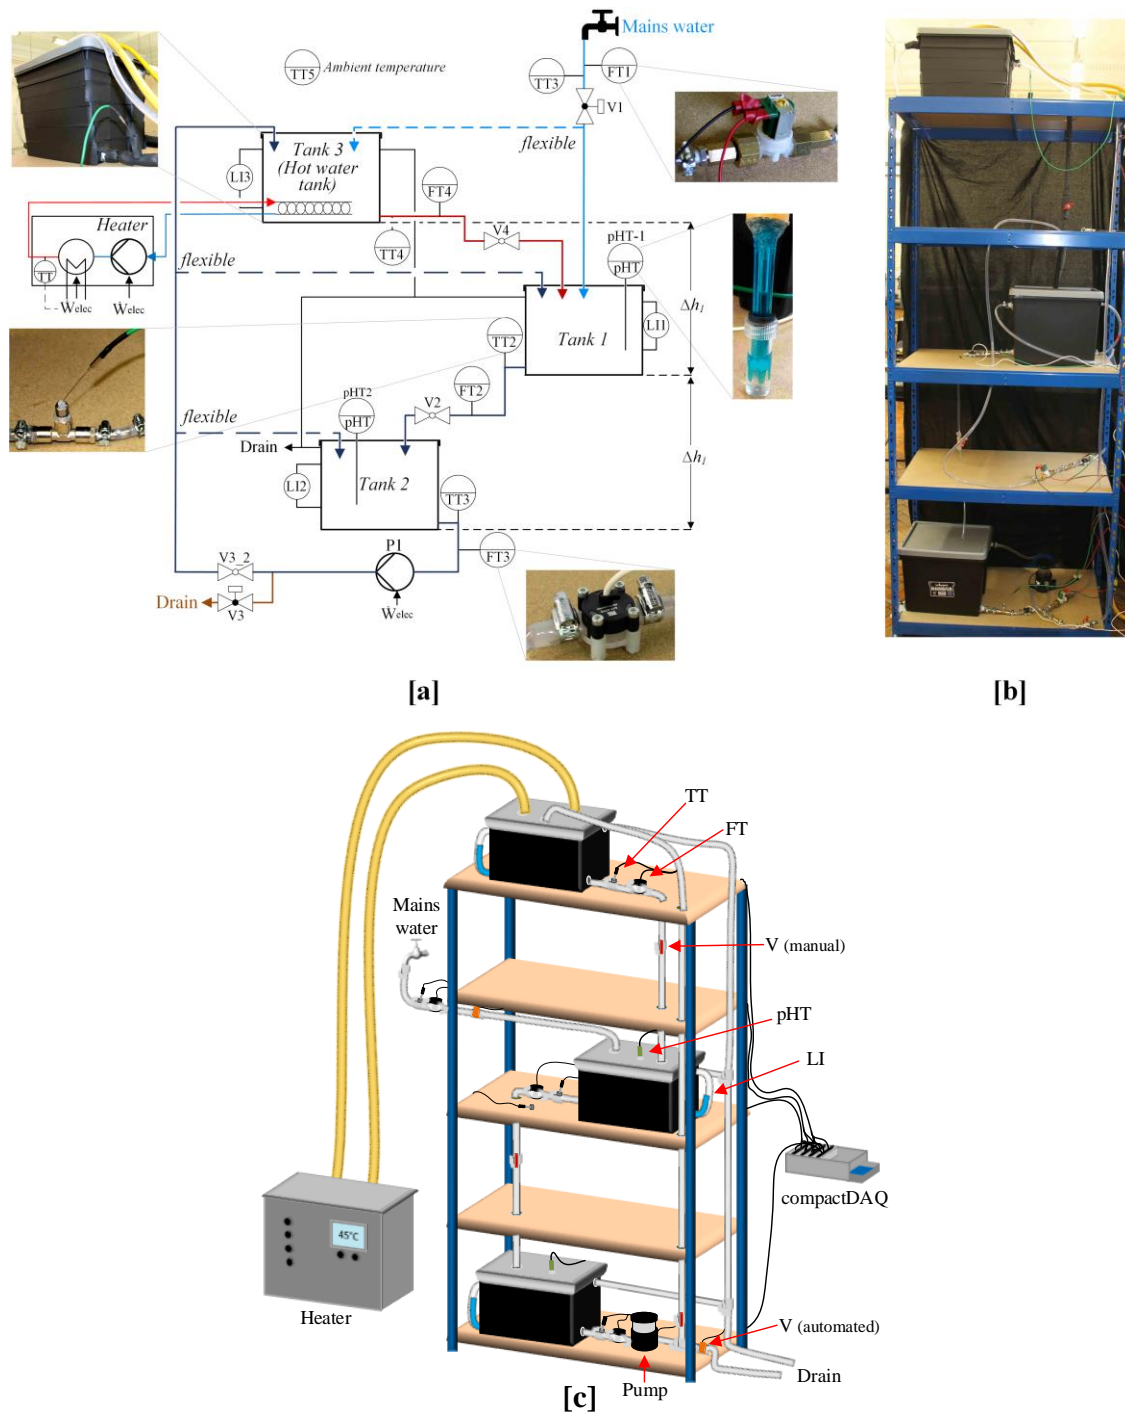 Mains water
TT5
Ambient temperature
TT3
FT1
V1
flexible
Tank 3
(Hot water
tank)
LI3
FT4
Heater
TT
V4
TT4
pHT-1
pHT
flexible
Ẇelec
Ẇelec
Δh1
Tank 1
LI1
TT2
FT2
V2
pHT2
pHT
flexible
Drain
Tank 2
LI2
TT3
Δh1
P1
FT3
V3_2
Drain
V3
Ẇelec
[a]
[b]
TT
FT
Mains
water
V (manual)
pHT
LI
compactDAQ
45°C
Heater
V (automated)
Drain
Pump
[c]